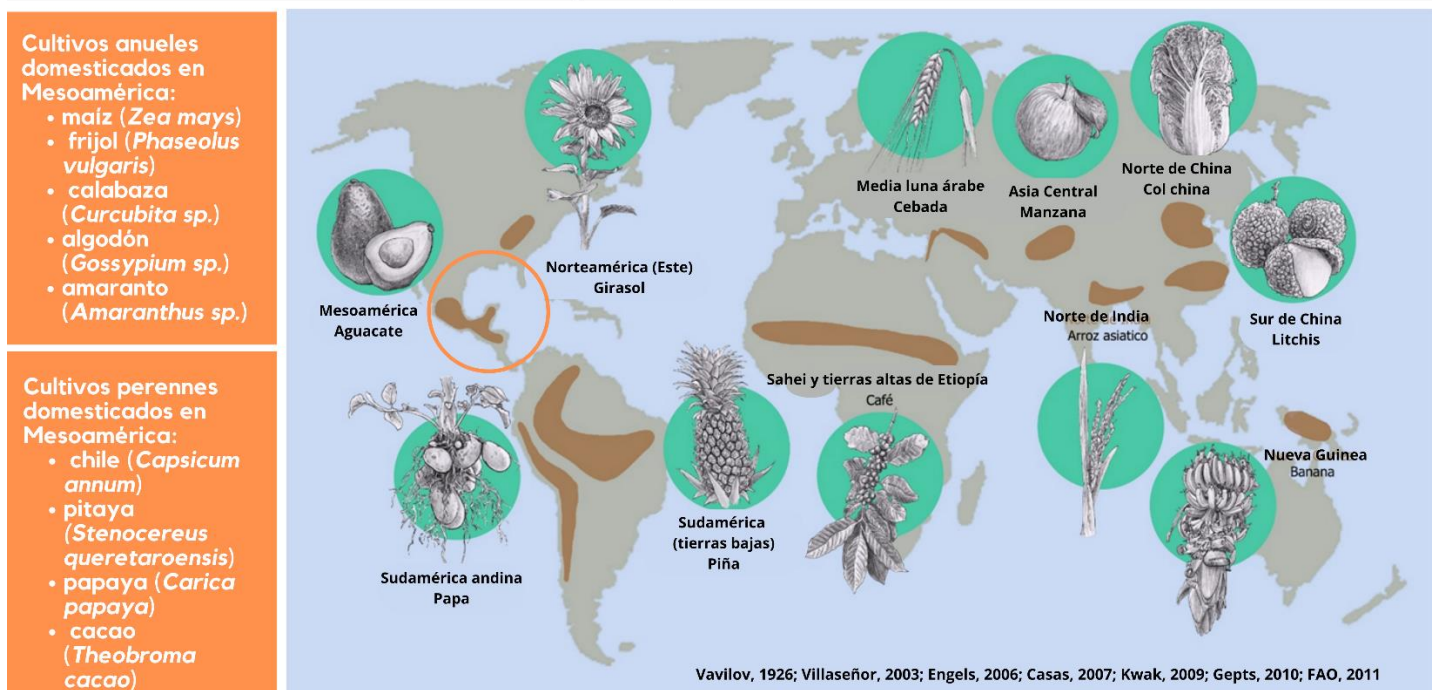 Cultivos anueles
domesticados en
Mesoamérica:
• maíz (Zea mays)
• frijol (Phaseolus
vulgaris)
• calabaza
(Curcubita sp.)
• algodón
(Gossypium sp.)
• amaranto
(Amaranthus sp.)
Cultivos perennes
domesticados en
Mesoamérica:
• chile (Capsicum
annum)
• pitaya
(Stenocereus
queretaroensis)
• papaya (Carica
papaya)
• cacao
(Theobroma
cacao)
Mesoamérica
Aguacate
Norteamérica (Este)
Girasol
Media luna árabe
Cebada
Asia Central
Manzana
Norte de China
Col china
Sur de China
Litchis
Norte de India
Arroz asiatico
Sahei y tierras altas de Etiopía
Café
Nueva Guinea
Banana
Sudamérica
(tierras bajas)
Piña
Sudamérica andina
Papa
Vavilov, 1926; Villaseñor, 2003; Engels, 2006; Casas, 2007; Kwak, 2009; Gepts, 2010; FAO, 2011